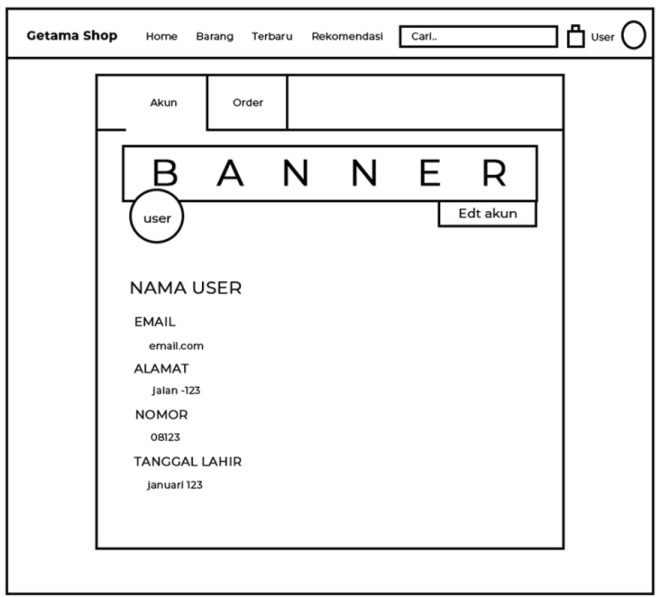 Getama Shop Home Barang Terbaru Rekomendasi Cari.. User
Akun Order
BANNER
user Edt akun
NAMA USER
EMAIL
email.com
ALAMAT
jalan -123
NOMOR
08123
TANGGAL LAHIR
januari 123